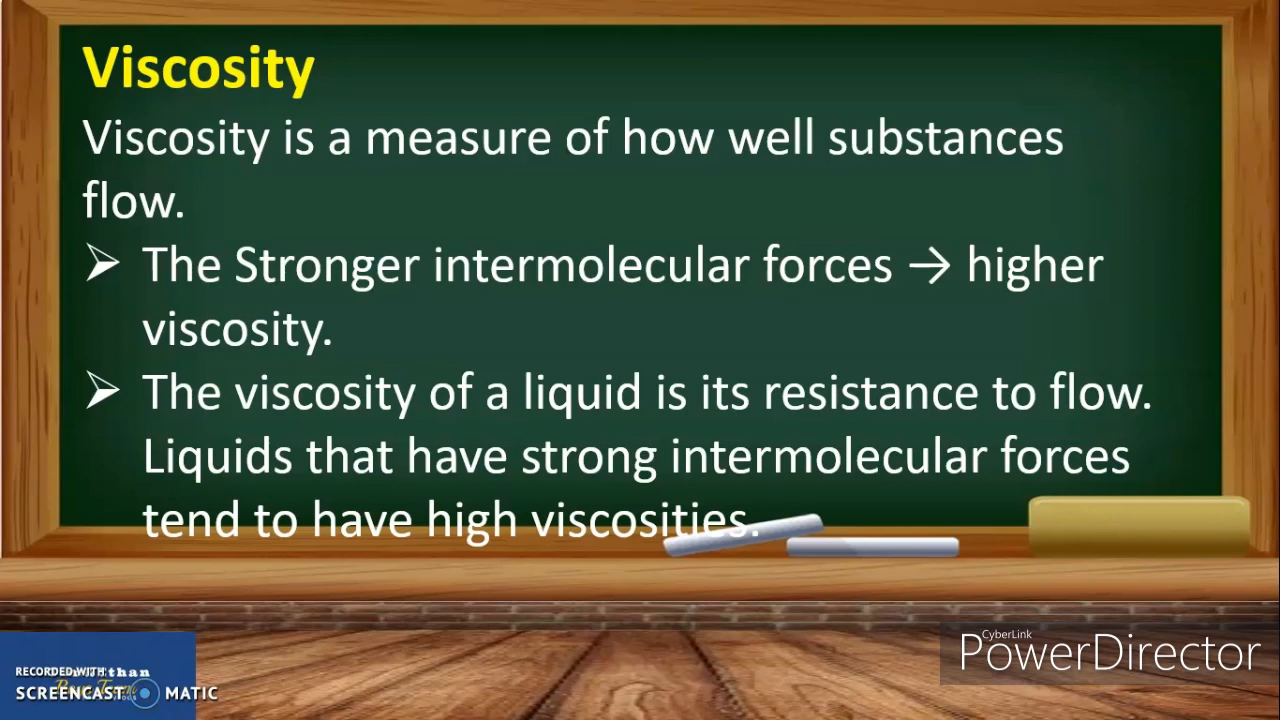 Viscosity
Viscosity is a measure of how well substances
flow.
➢ The Stronger intermolecular forces → higher
viscosity.
➢ The viscosity of a liquid is its resistance to flow.
Liquids that have strong intermolecular forces
tend to have high viscosities.
CyberLink
PowerDirector
RECORDED WITH
SCREENCAST MATIC